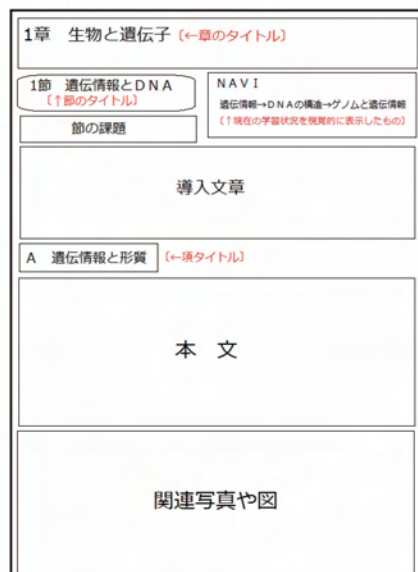 1章 生物と遺伝子〔←章のタイトル〕
1節 遺伝情報とDNA
〔↑節のタイトル〕
節の課題
NAVI
遺伝情報→DNAの構造→ゲノムと遺伝情報
〔↑現在の学習状況を視覚的に表示したもの〕
導入文章
A 遺伝情報と形質〔←項タイトル〕
本 文
関連写真や図